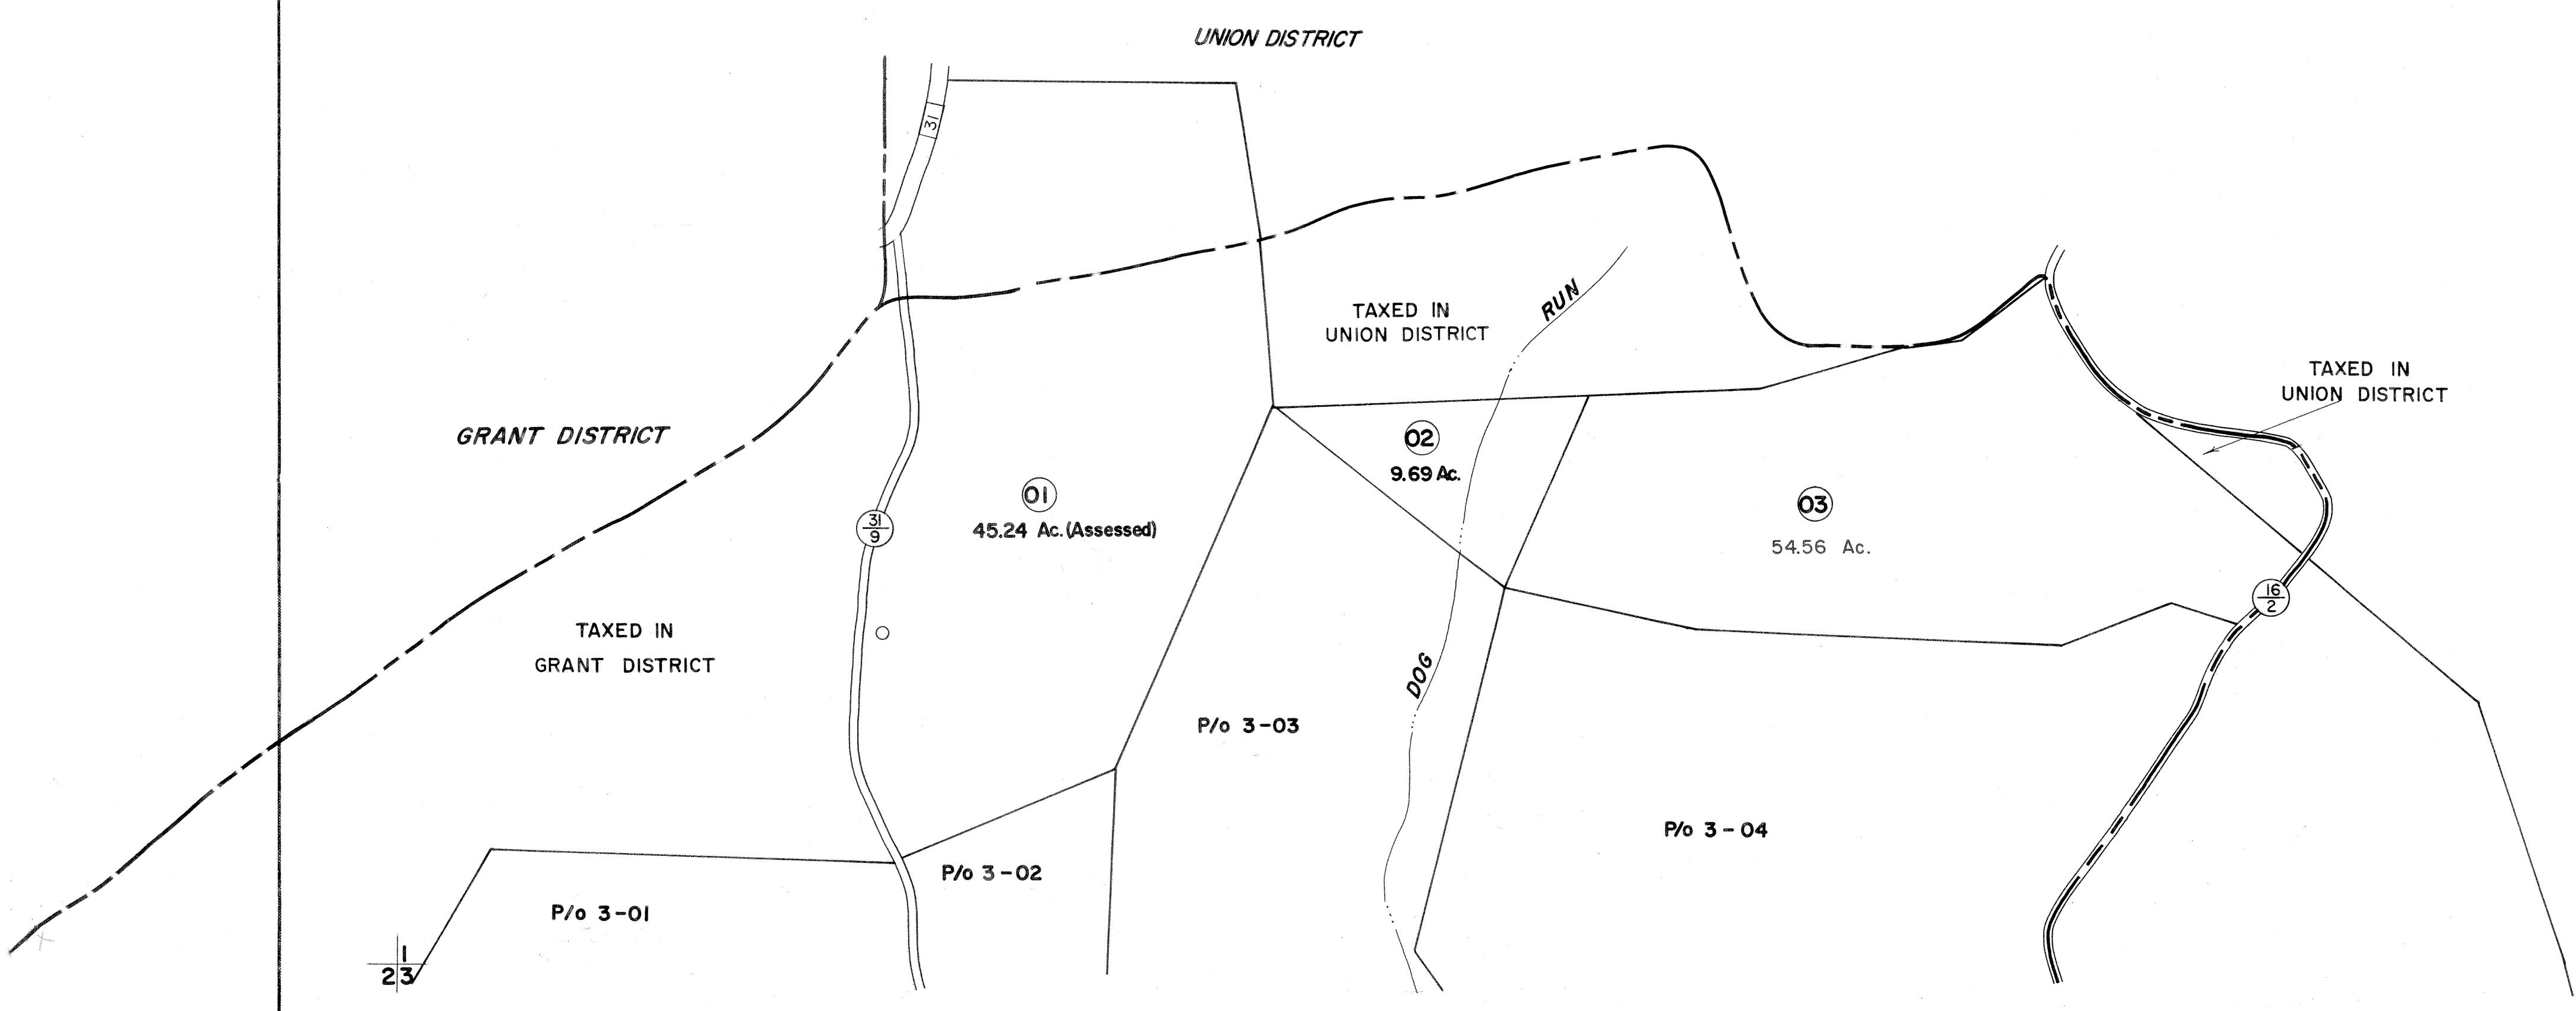 UNION DISTRICT
31
TAXED IN
UNION DISTRICT
RUN
TAXED IN
UNION DISTRICT
GRANT DISTRICT
02
9.69 Ac.
01
45.24 Ac. (Assessed)
03
54.56 Ac.
31
9
16
2
TAXED IN
GRANT DISTRICT
DOG
P/o 3-03
P/o 3-04
P/o 3-02
P/o 3-01
1
2 3